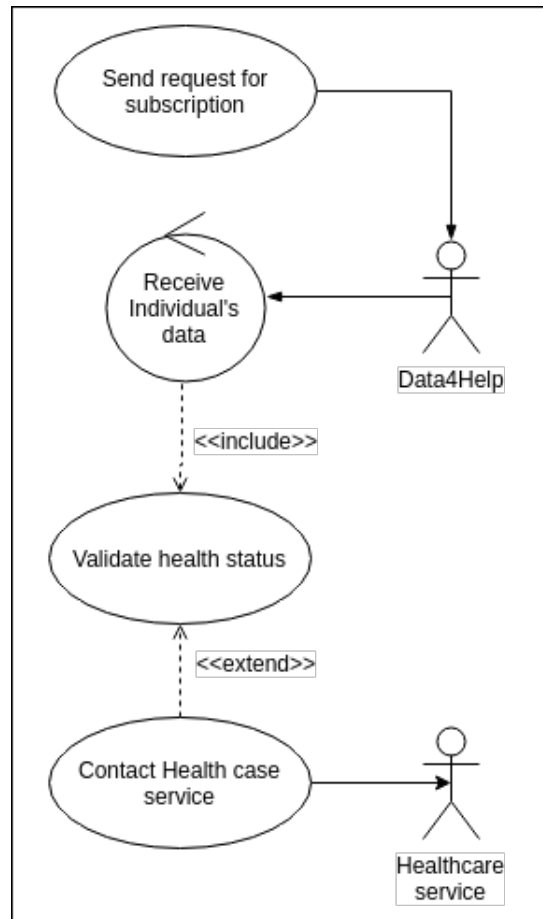 Send request for
subscription
Receive
Individual's
data
Data4Help
<<include>>
Validate health status
<<extend>>
Contact Health case
service
Healthcare
service